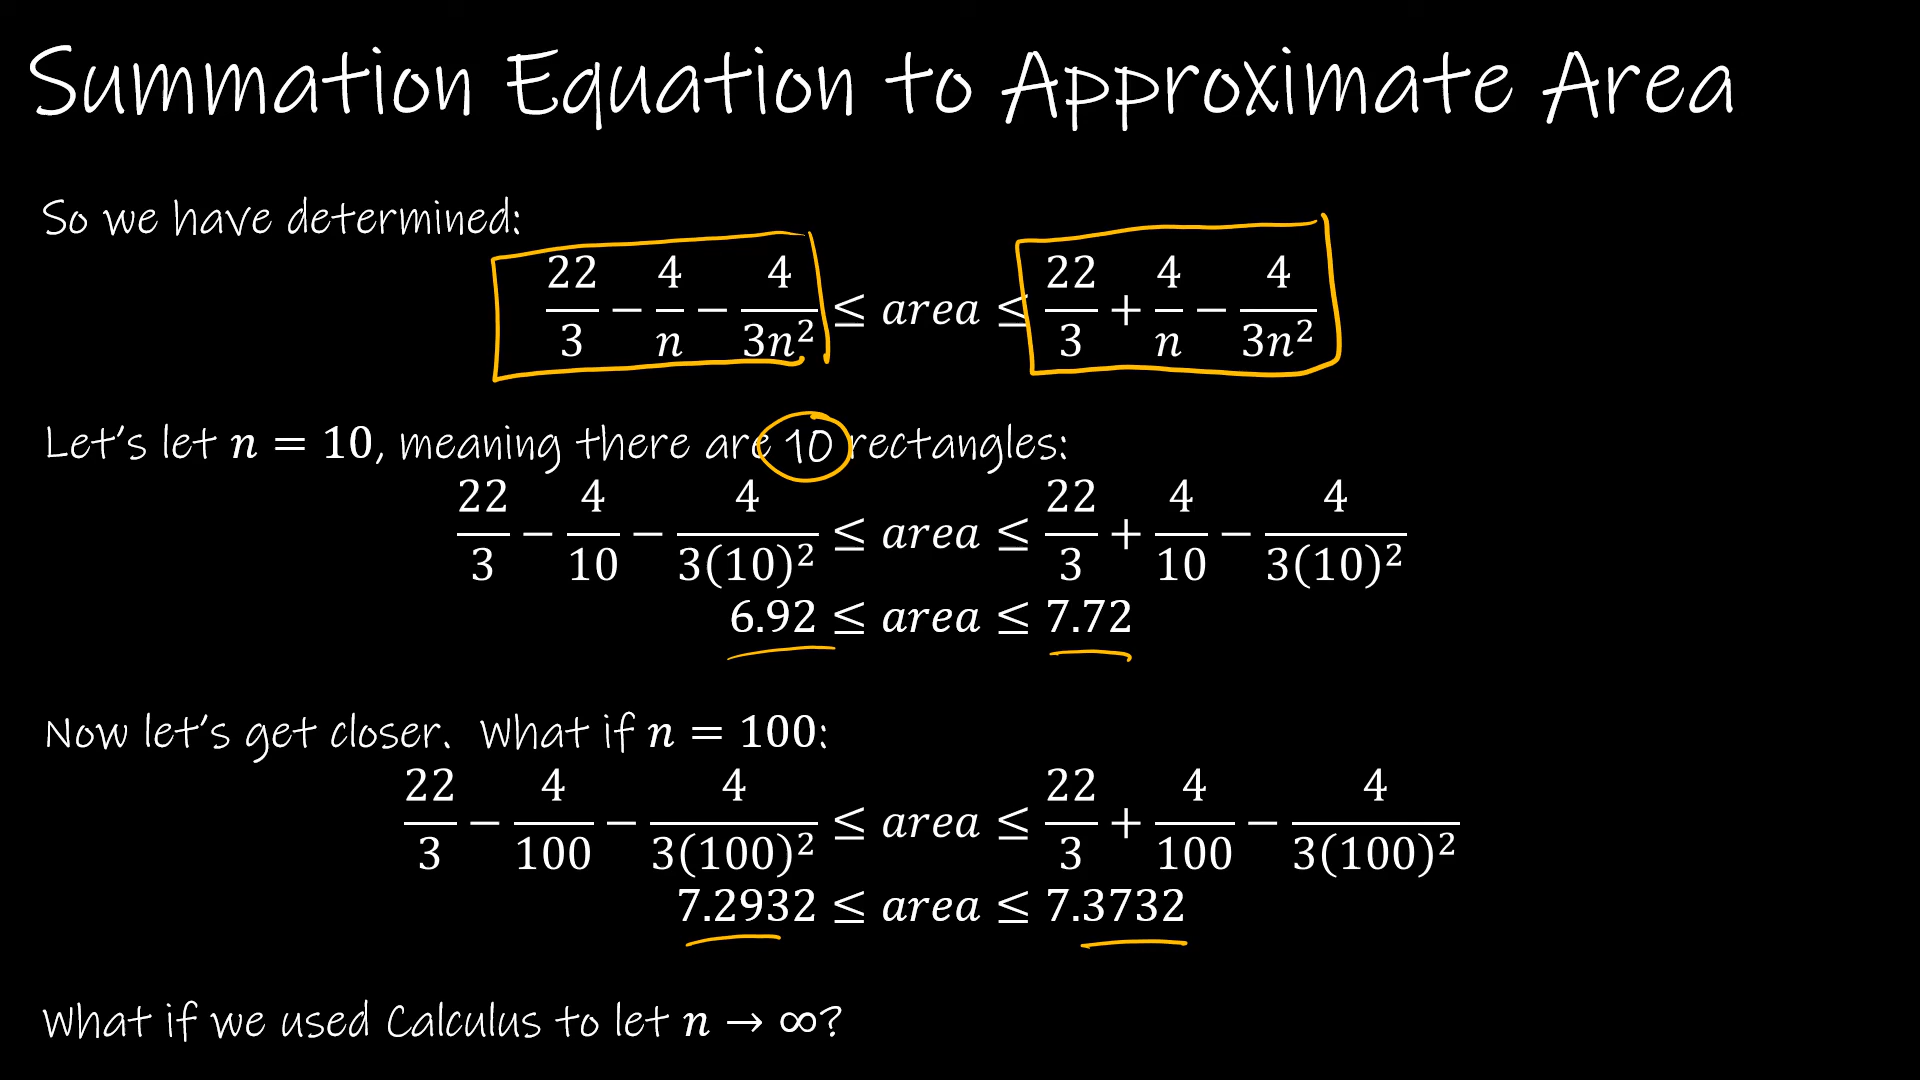 Summation Equation to Approximate Area
So we have determined:
22/3 − 4/n − 4/3n² ≤ area ≤ 22/3 + 4/n − 4/3n²
Let's let n = 10, meaning there are 10 rectangles:
22/3 − 4/10 − 4/3(10)² ≤ area ≤ 22/3 + 4/10 − 4/3(10)²
6.92 ≤ area ≤ 7.72
Now let's get closer. What if n = 100:
22/3 − 4/100 − 4/3(100)² ≤ area ≤ 22/3 + 4/100 − 4/3(100)²
7.2932 ≤ area ≤ 7.3732
What if we used Calculus to let n → ∞?